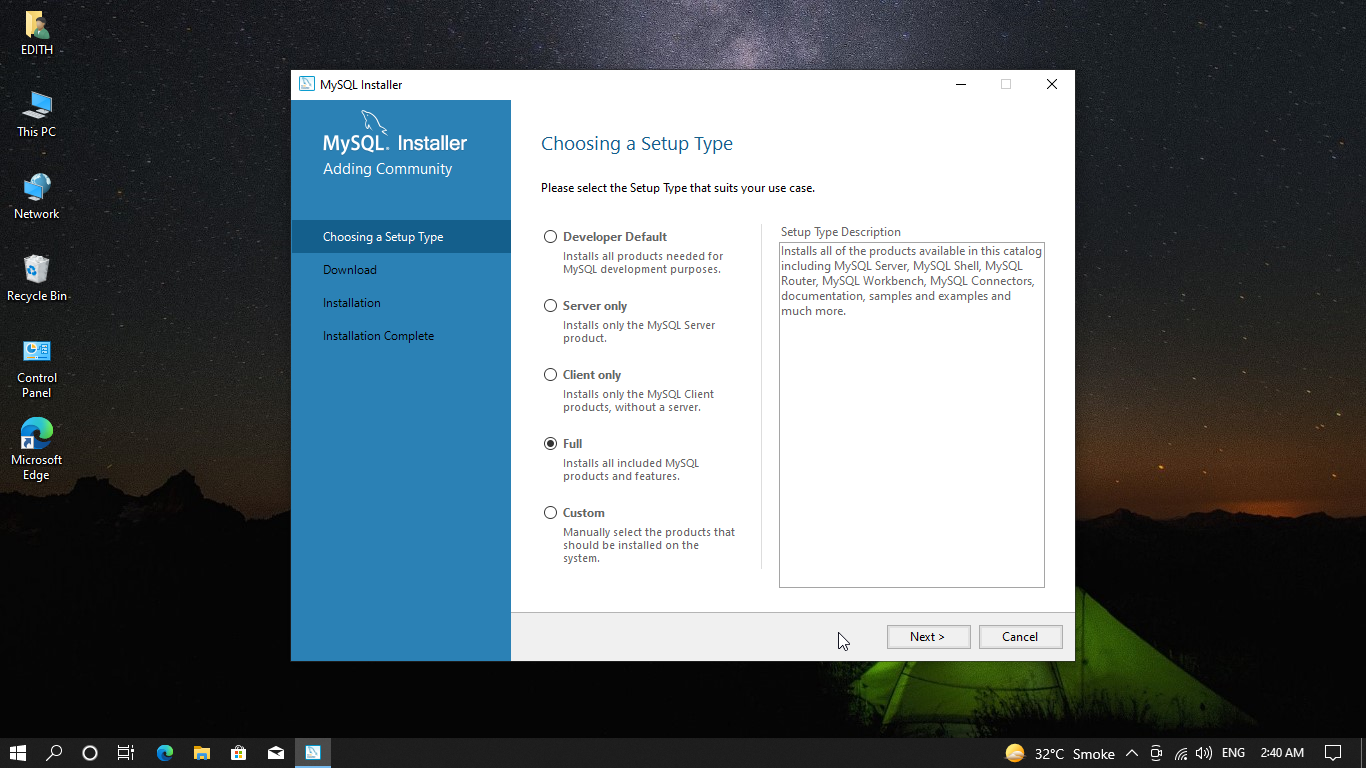 EDITH
This PC
Network
Recycle Bin
Control
Panel
Microsoft
Edge
MySQL Installer
MySQL. Installer
Adding Community
Choosing a Setup Type
Download
Installation
Installation Complete
Choosing a Setup Type
Please select the Setup Type that suits your use case.
Developer Default
Installs all products needed for
MySQL development purposes.
Server only
Installs only the MySQL Server
product.
Client only
Installs only the MySQL Client
products, without a server.
Full
Installs all included MySQL
products and features.
Custom
Manually select the products that
should be installed on the
system.
Setup Type Description
Installs all of the products available in this catalog
including MySQL Server, MySQL Shell, MySQL
Router, MySQL Workbench, MySQL Connectors,
documentation, samples and examples and
much more.
Next >
Cancel
32°C Smoke
ENG
2:40 AM